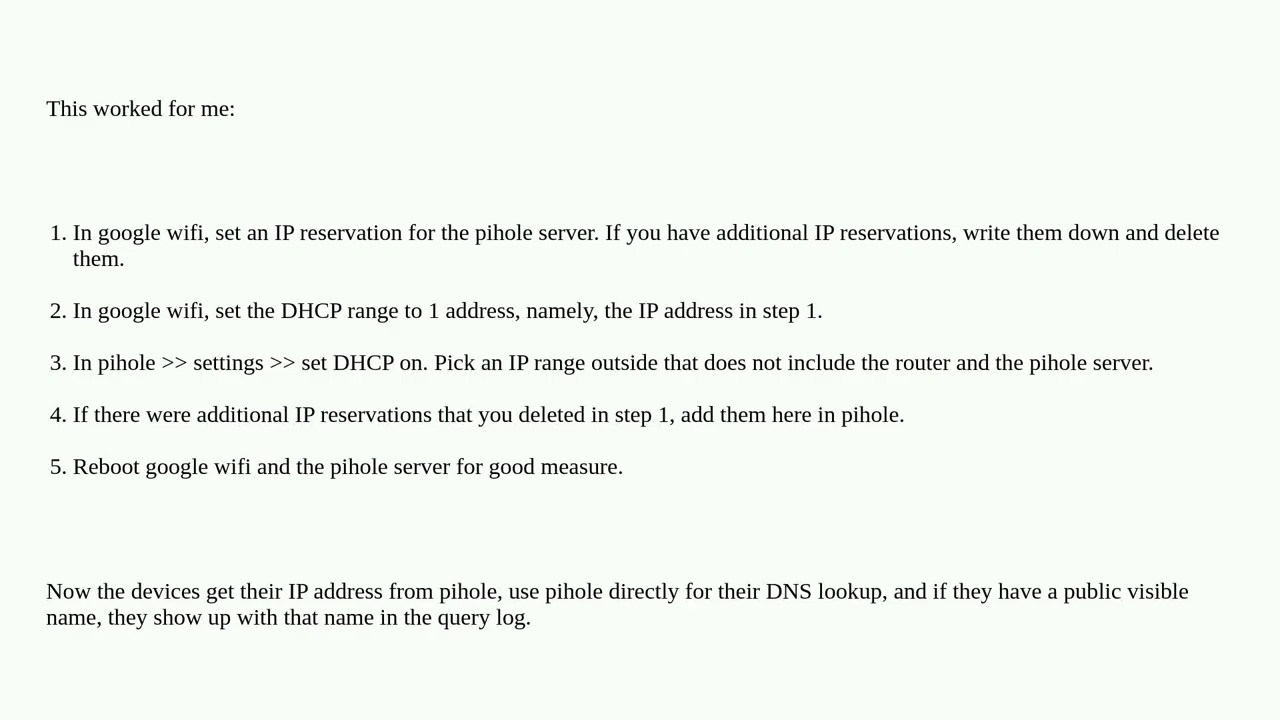 This worked for me:
1. In google wifi, set an IP reservation for the pihole server. If you have additional IP reservations, write them down and delete
them.
2. In google wifi, set the DHCP range to 1 address, namely, the IP address in step 1.
3. In pihole >> settings >> set DHCP on. Pick an IP range outside that does not include the router and the pihole server.
4. If there were additional IP reservations that you deleted in step 1, add them here in pihole.
5. Reboot google wifi and the pihole server for good measure.
Now the devices get their IP address from pihole, use pihole directly for their DNS lookup, and if they have a public visible
name, they show up with that name in the query log.